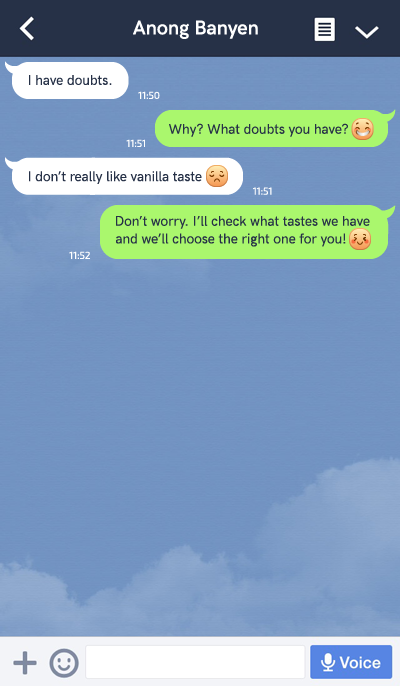 Anong Banyen
I have doubts.
11:50
Why? What doubts you have?
11:51
I don’t really like vanilla taste
11:51
Don’t worry. I’ll check what tastes we have
and we’ll choose the right one for you!
11:52
Voice